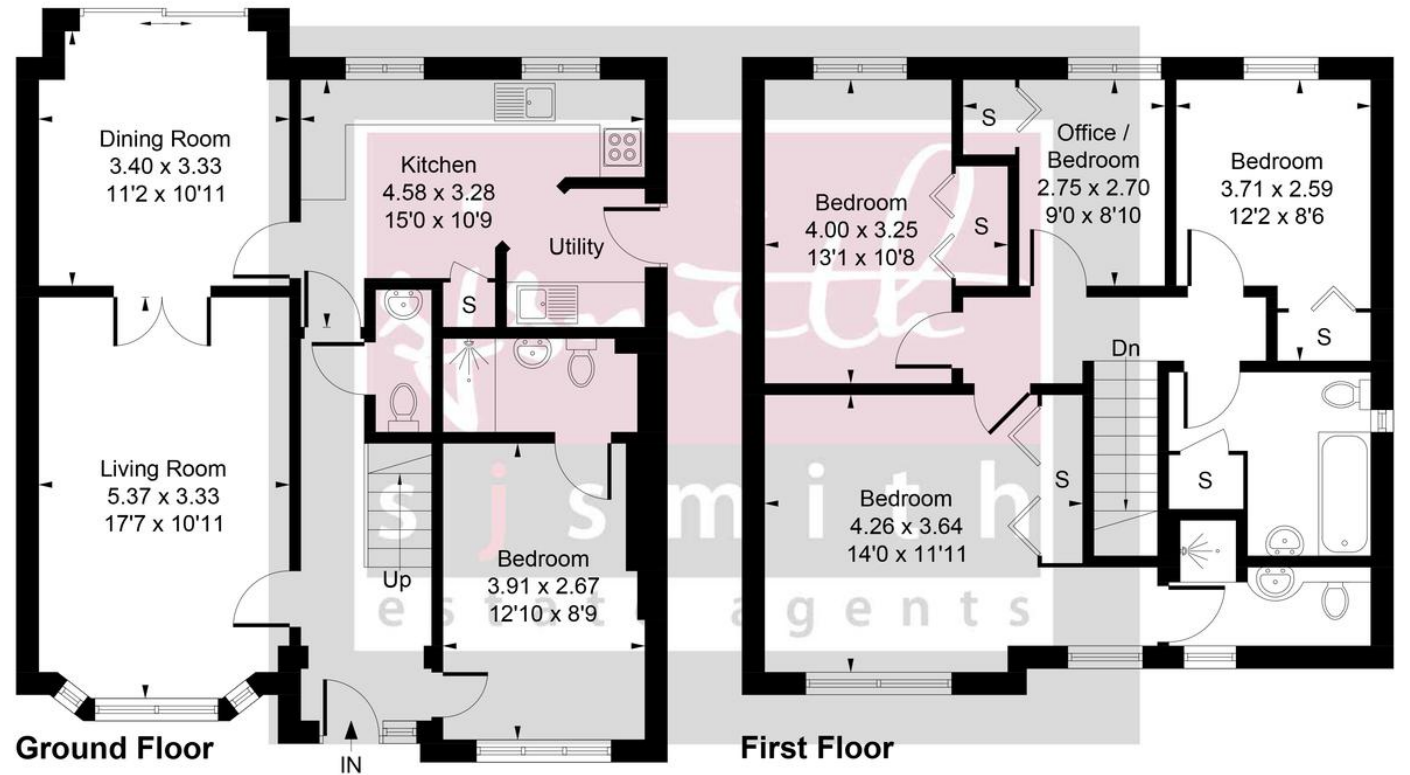 Dining Room
3.40 x 3.33
11'2 x 10'11
Kitchen
4.58 x 3.28
15'0 x 10'9
Utility
S
Living Room
5.37 x 3.33
17'7 x 10'11
Up
Bedroom
3.91 x 2.67
12'10 x 8'9
IN
Ground Floor
Bedroom
4.00 x 3.25
13'1 x 10'8
S
S
Office /
Bedroom
2.75 x 2.70
9'0 x 8'10
Bedroom
3.71 x 2.59
12'2 x 8'6
S
Dn
Bedroom
4.26 x 3.64
14'0 x 11'11
S
S
First Floor
sjsmith
estate agents